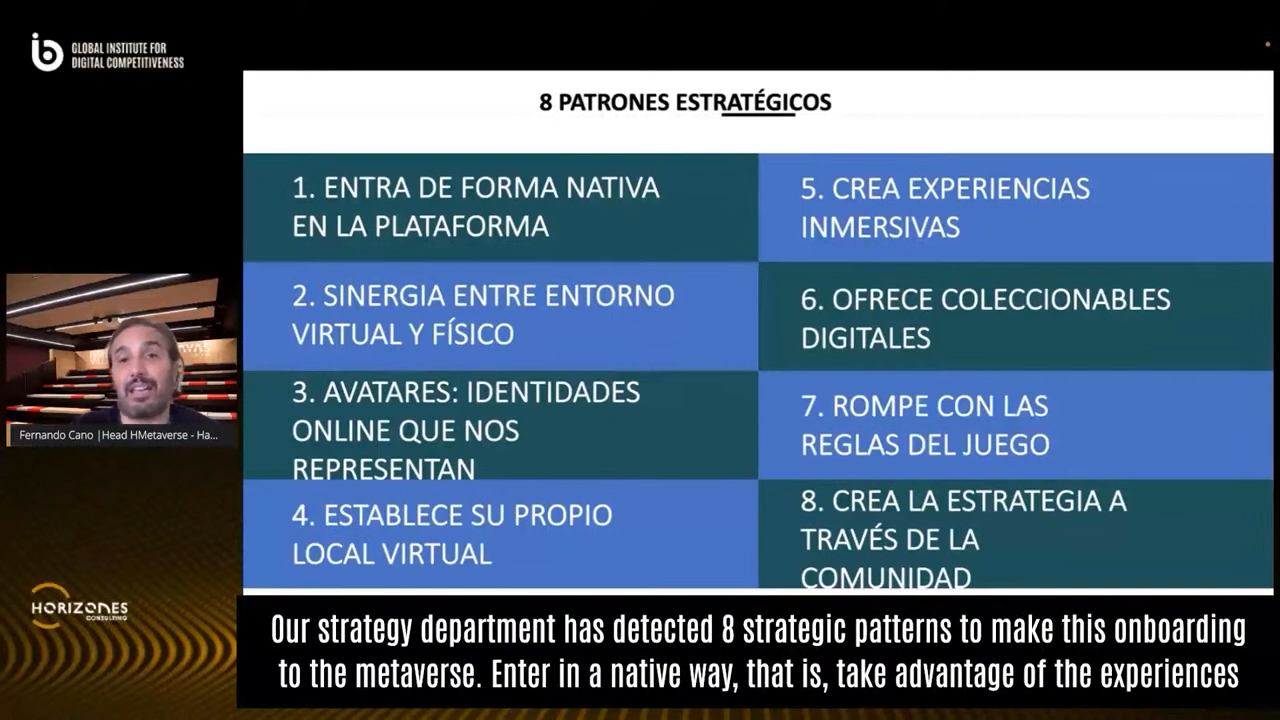 GLOBAL INSTITUTE FOR
DIGITAL COMPETITIVENESS
8 PATRONES ESTRATÉGICOS
1. ENTRA DE FORMA NATIVA
EN LA PLATAFORMA
2. SINERGIA ENTRE ENTORNO
VIRTUAL Y FÍSICO
3. AVATARES: IDENTIDADES
ONLINE QUE NOS
REPRESENTAN
4. ESTABLECE SU PROPIO
LOCAL VIRTUAL
5. CREA EXPERIENCIAS
INMERSIVAS
6. OFRECE COLECCIONABLES
DIGITALES
7. ROMPE CON LAS
REGLAS DEL JUEGO
8. CREA LA ESTRATEGIA A
TRAVÉS DE LA
COMUNIDAD
Fernando Cano |Head HMetaverse - Ha...
HORIZONES
CONSULTING
Our strategy department has detected 8 strategic patterns to make this onboarding
to the metaverse. Enter in a native way, that is, take advantage of the experiences